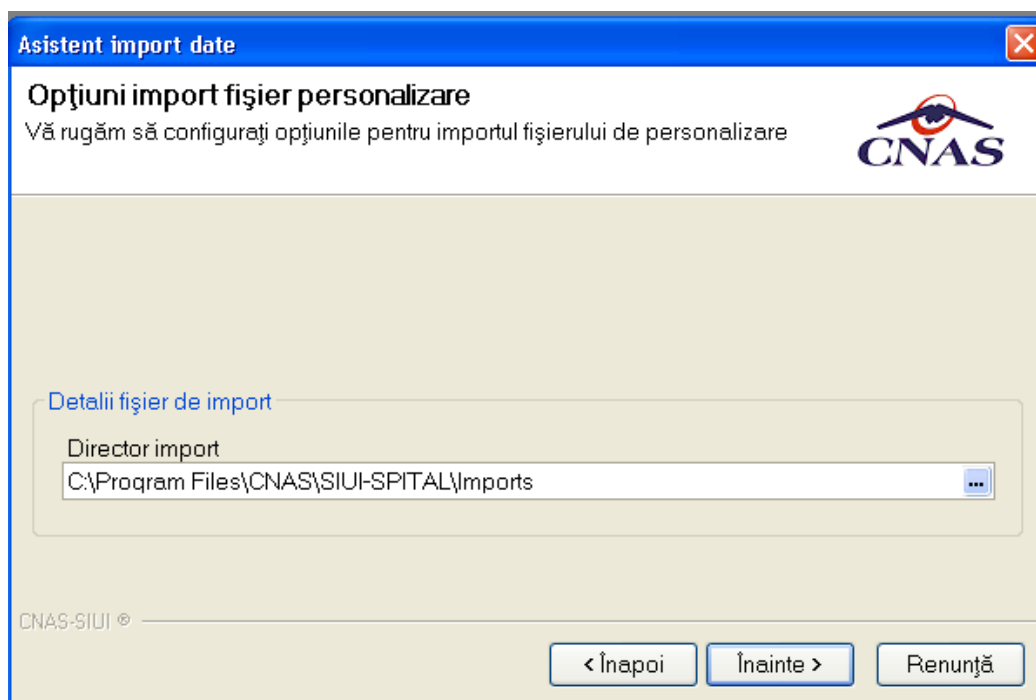 Asistent import date
Opţiuni import fişier personalizare
Vă rugăm să configuraţi opţiunile pentru importul fişierului de personalizare
CNAS
Detalii fişier de import
Director import
C:\Program Files\CNAS\SIUI-SPITAL\Imports
...
CNAS-SIUI ®
< Înapoi
Înainte >
Renunţă